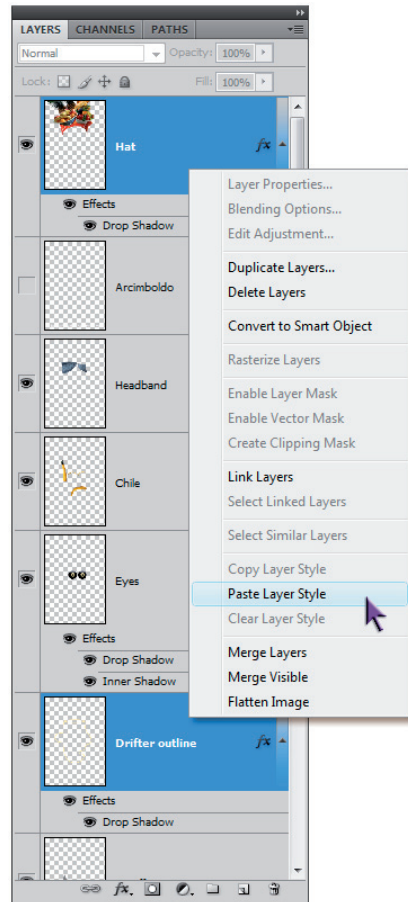 LAYERS CHANNELS PATHS
Normal Opacity: 100%
Lock: Fill: 100%
Hat fx
Effects
Drop Shadow
Arcimboldo
Headband
Chile
Eyes
Effects
Drop Shadow
Inner Shadow
Drifter outline fx
Effects
Drop Shadow
fx.
Layer Properties...
Blending Options...
Edit Adjustment...
Duplicate Layers...
Delete Layers
Convert to Smart Object
Rasterize Layers
Enable Layer Mask
Enable Vector Mask
Create Clipping Mask
Link Layers
Select Linked Layers
Select Similar Layers
Copy Layer Style
Paste Layer Style
Clear Layer Style
Merge Layers
Merge Visible
Flatten Image